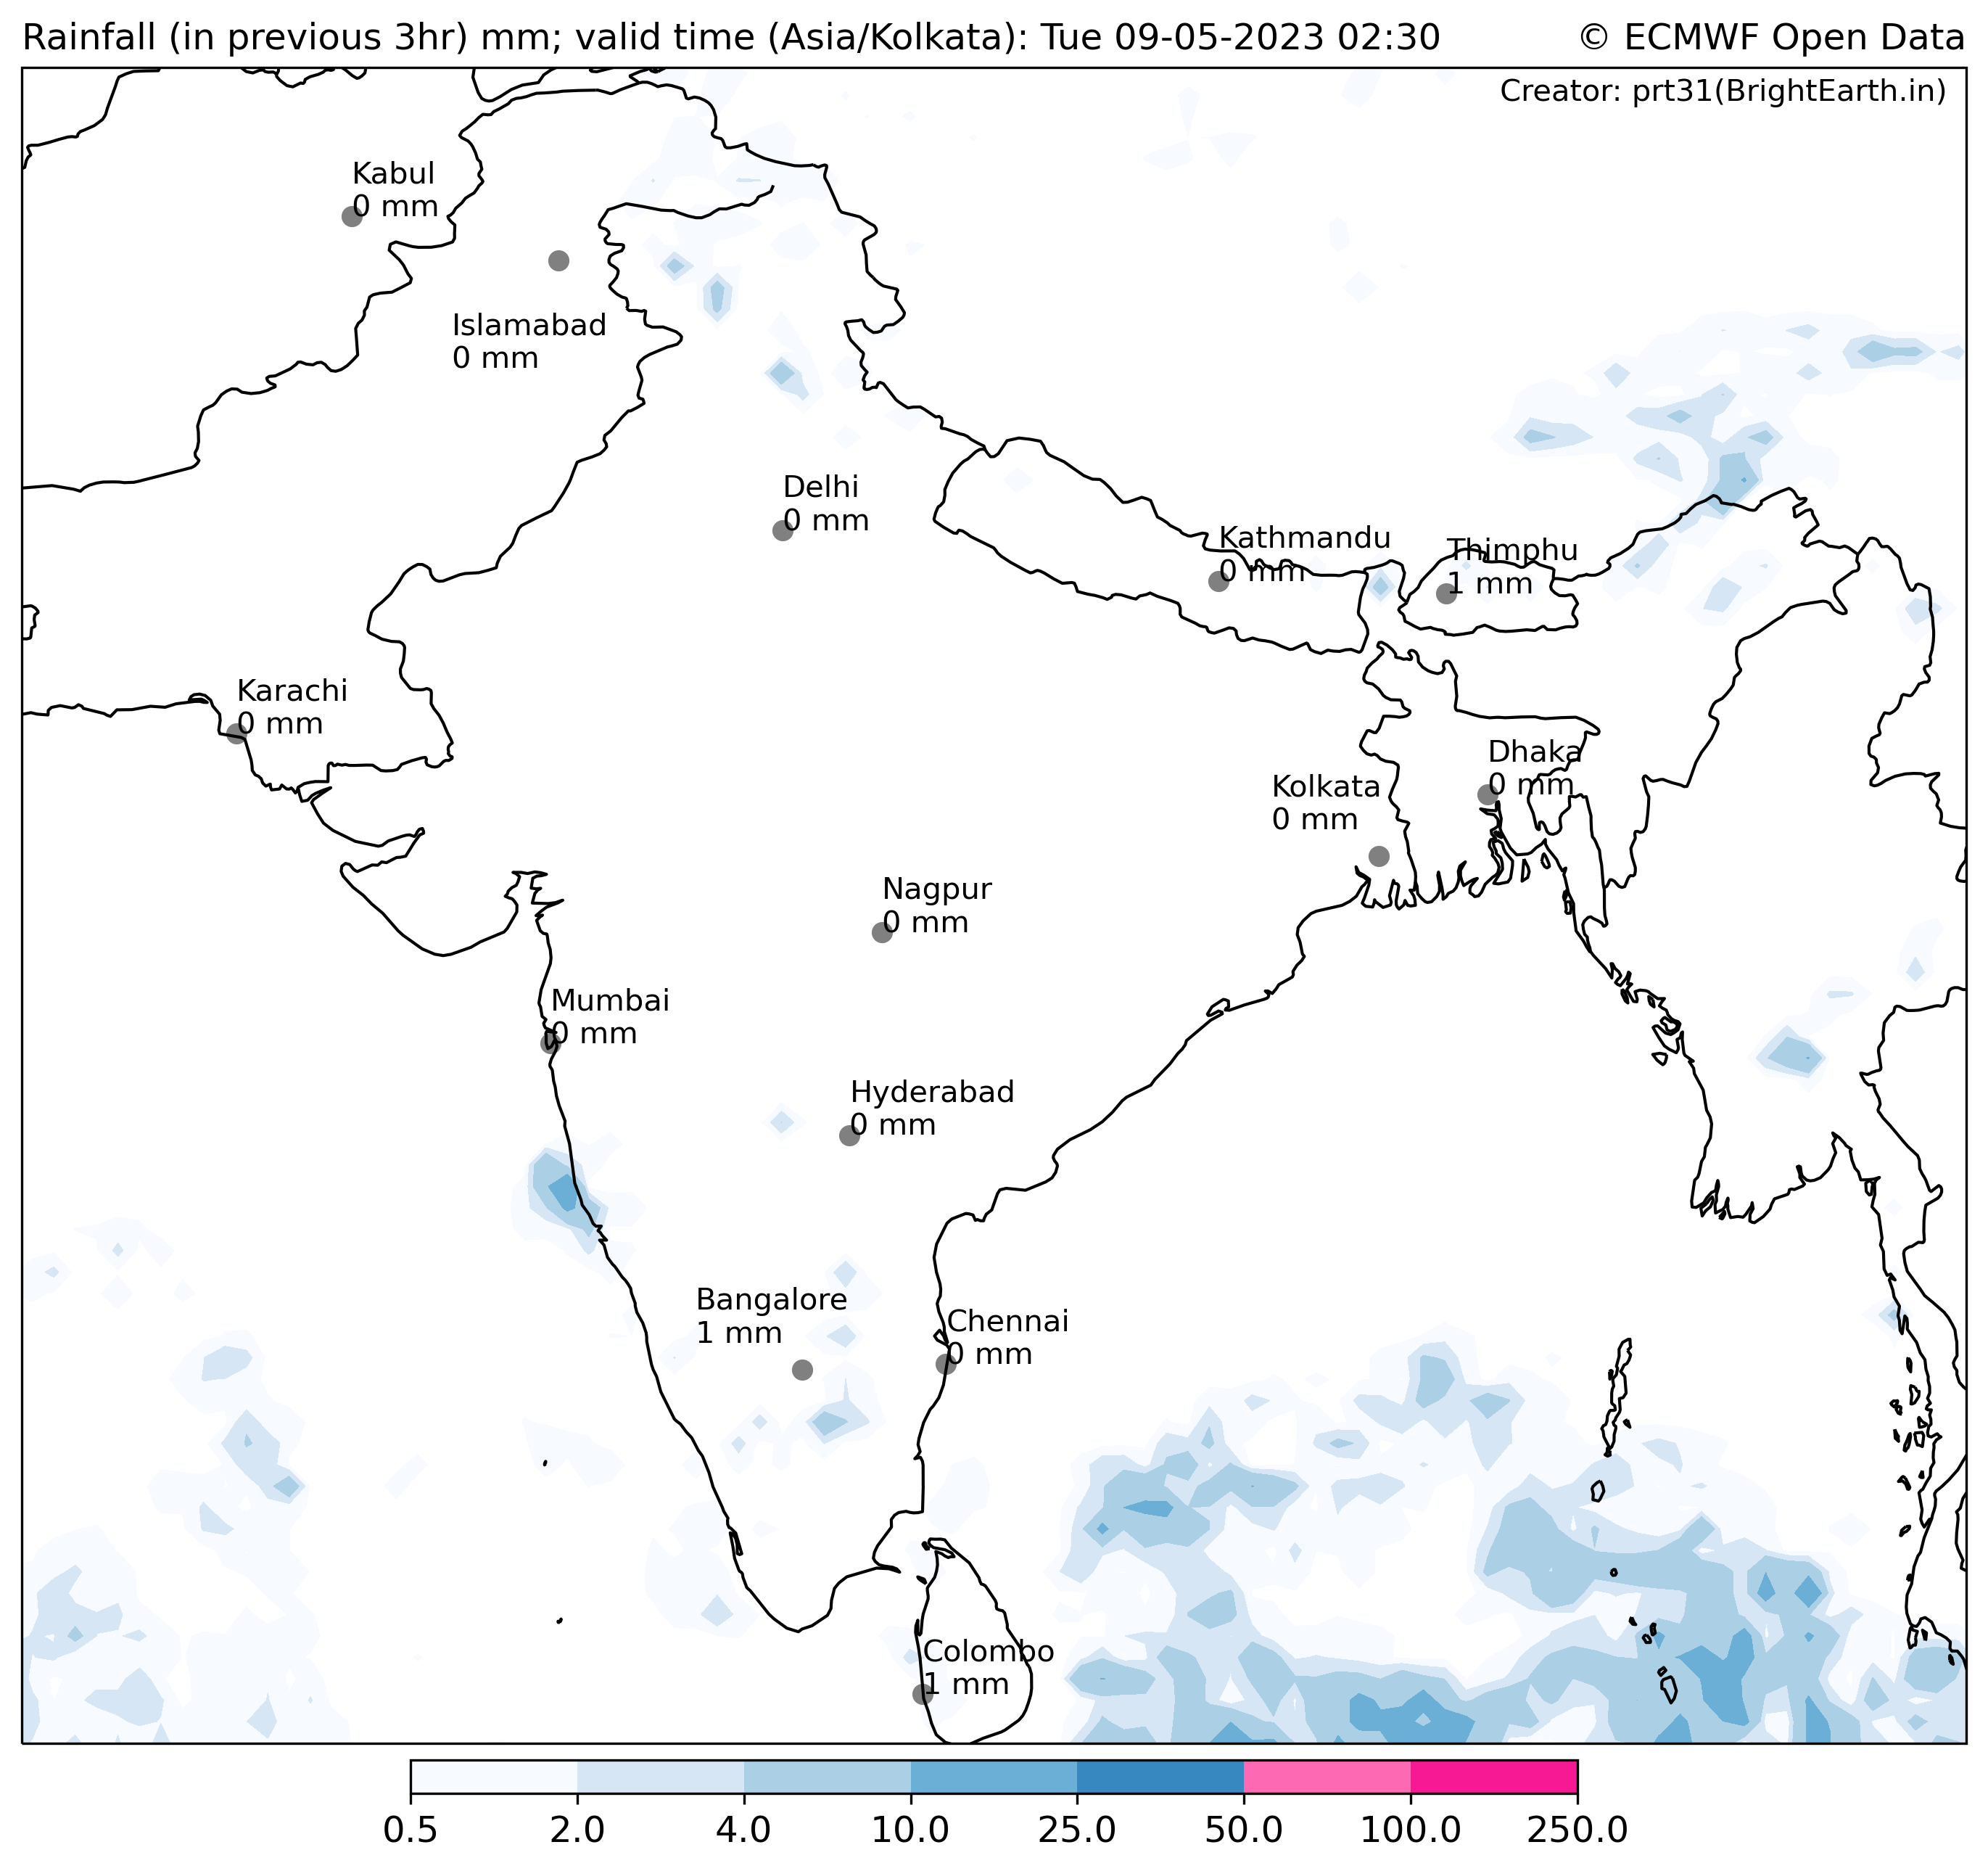 Rainfall (in previous 3hr) mm; valid time (Asia/Kolkata): Tue 09-05-2023 02:30 © ECMWF Open Data
Creator: prt31(BrightEarth.in)
Kabul
0 mm
Islamabad
0 mm
Delhi
0 mm
Kathmandu
0 mm
Thimphu
1 mm
Karachi
0 mm
Dhaka
0 mm
Kolkata
0 mm
Nagpur
0 mm
Mumbai
0 mm
Hyderabad
0 mm
Bangalore
1 mm
Chennai
0 mm
Colombo
1 mm
0.5 2.0 4.0 10.0 25.0 50.0 100.0 250.0